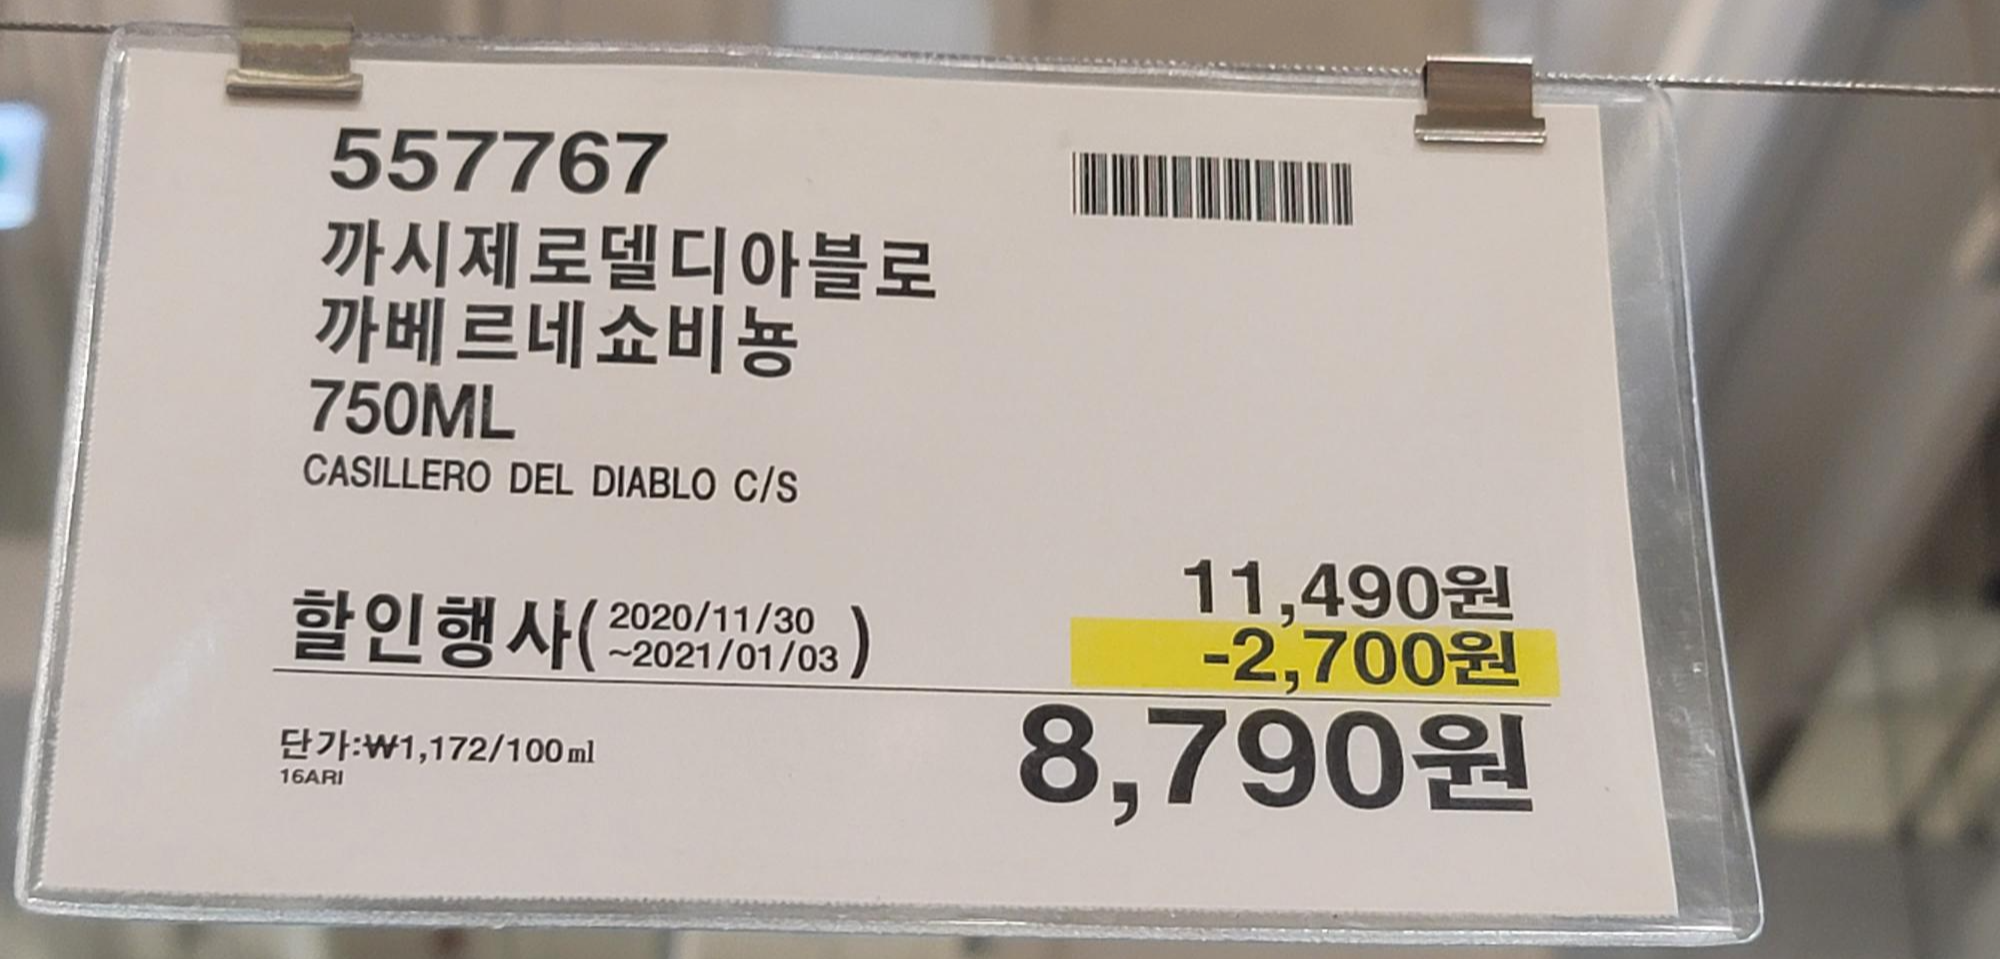 557767
까시제로델디아블로
까베르네쇼비뇽
750ML
CASILLERO DEL DIABLO C/S
11,490원
할인행사(2020/11/30
~2021/01/03)
-2,700원
8,790원
단가:₩1,172/100㎖
16ARI